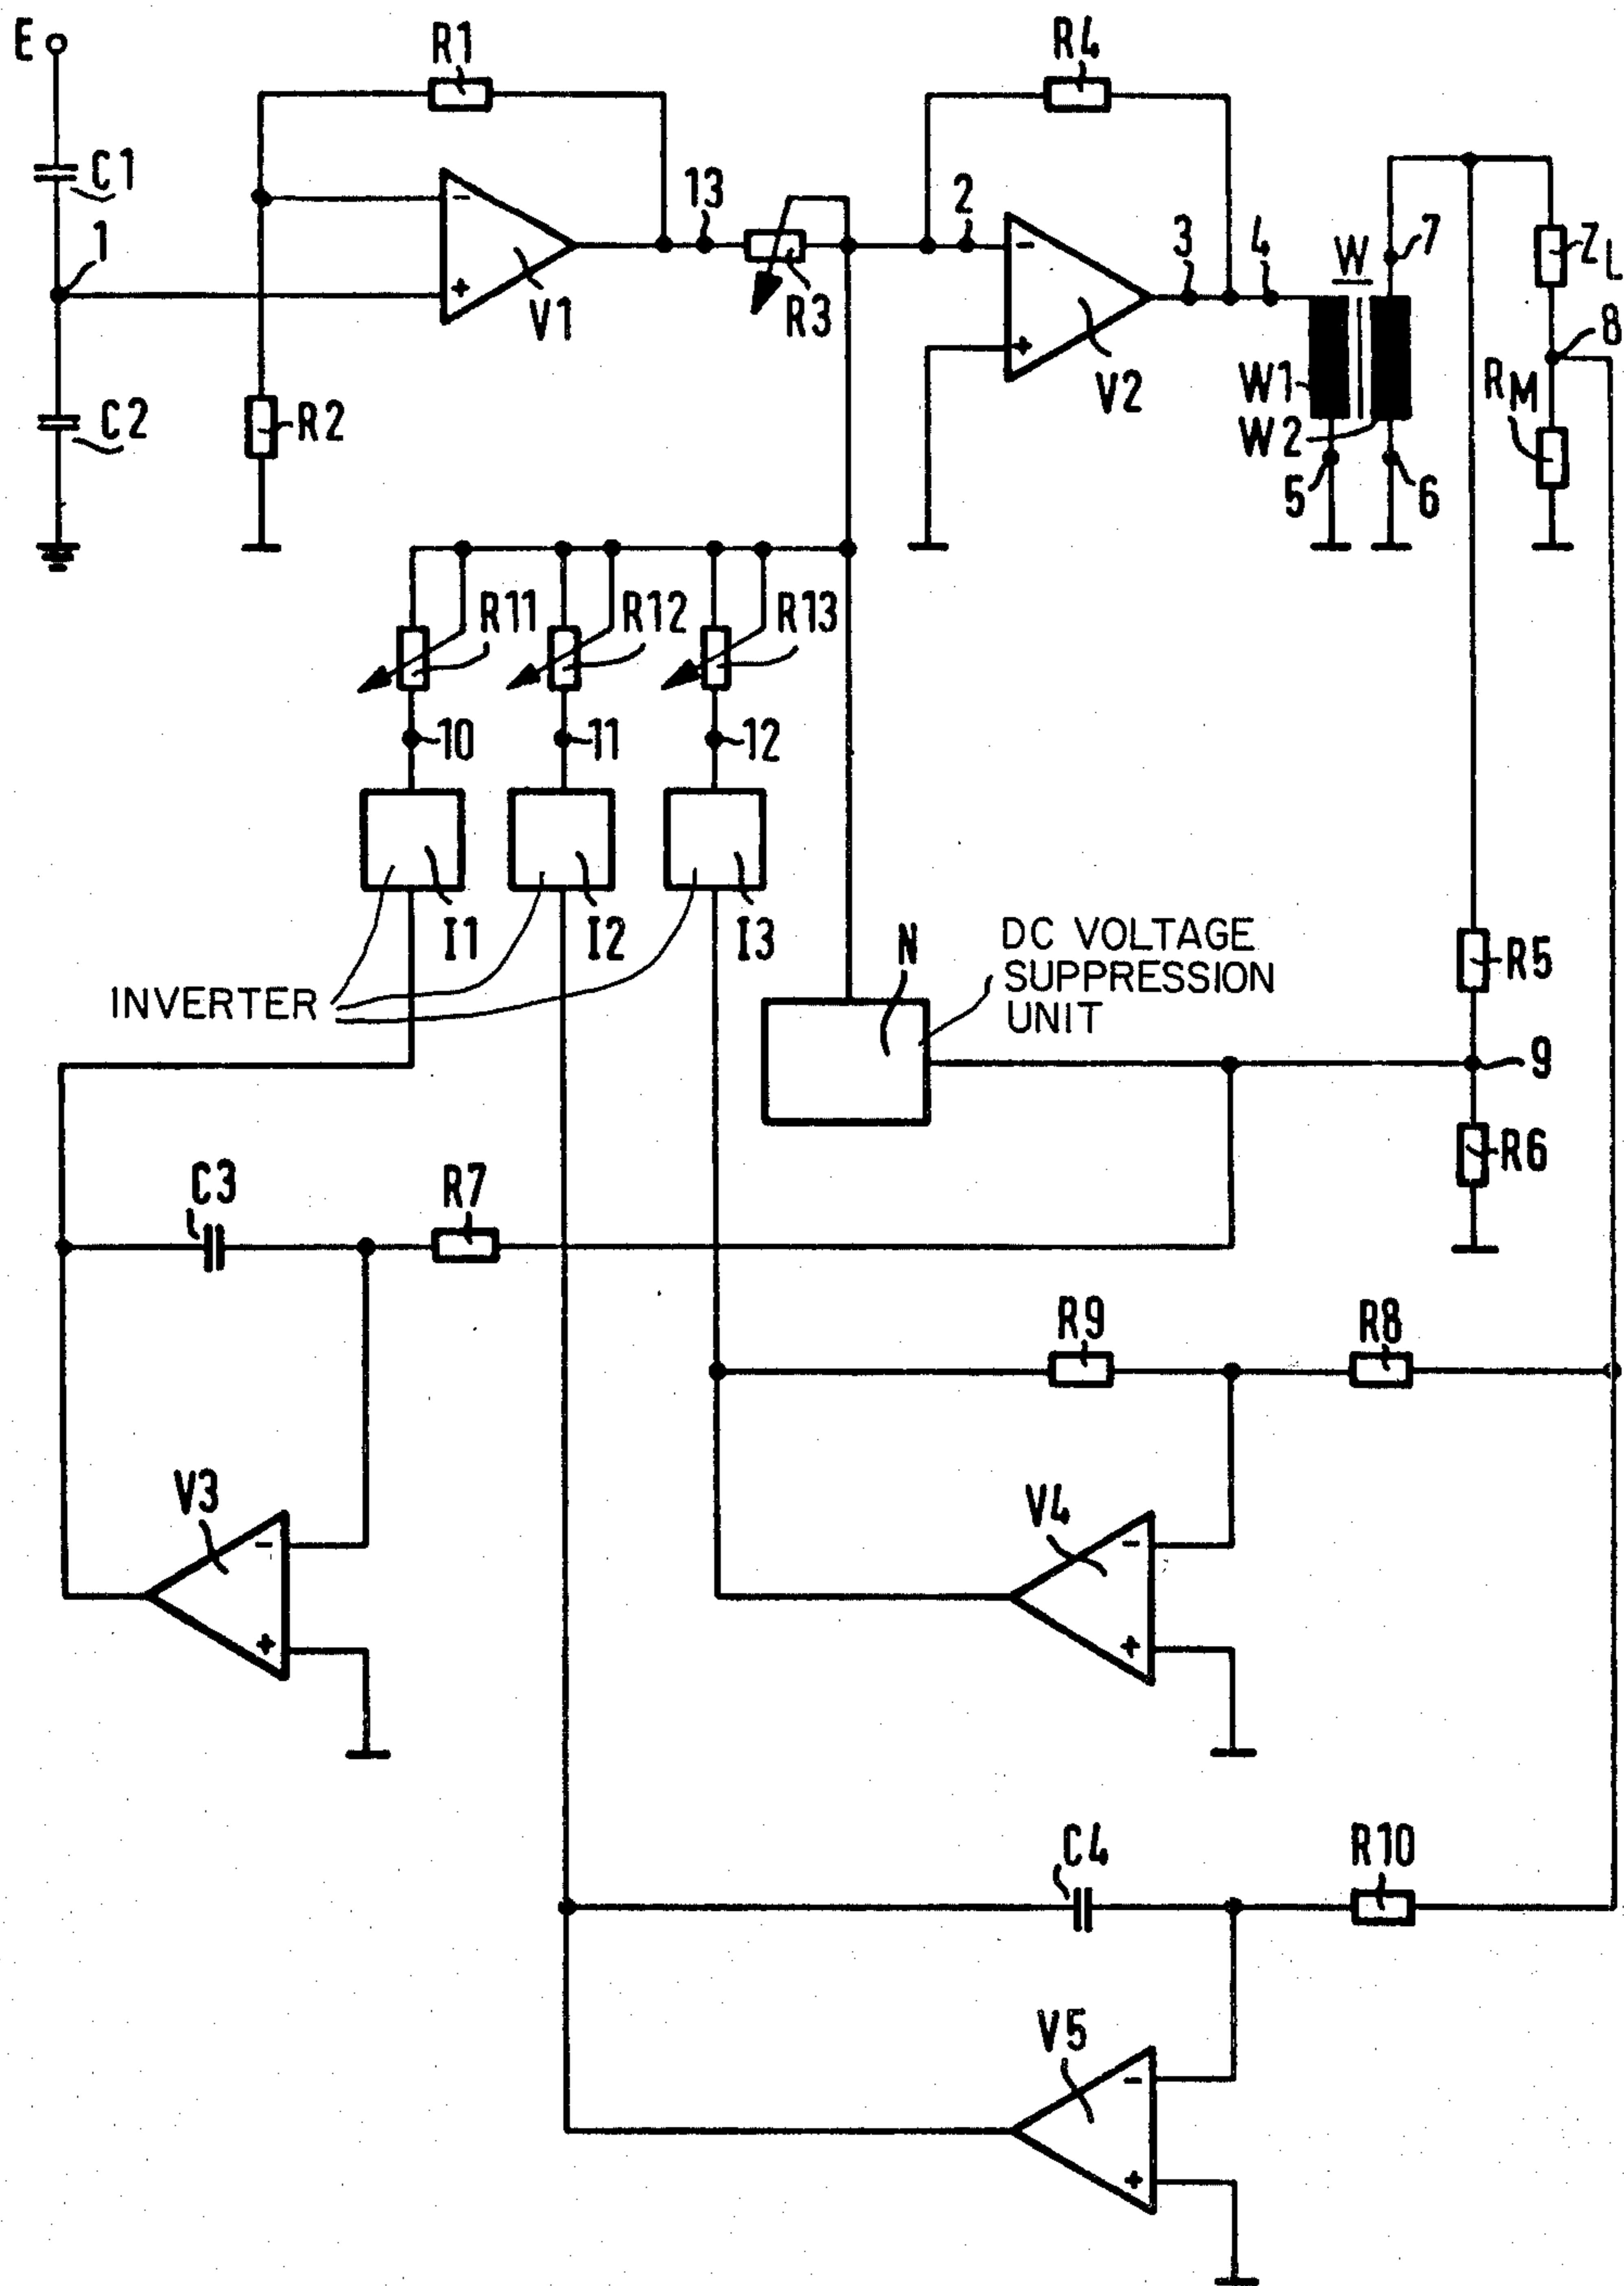 E
R1
R4
C1
1
-
+
V1
13
R3
2
-
+
V2
3
4
W
7
ZL
8
W1
W2
RM
5
6
C2
R2
R11
R12
R13
10
11
12
I1
I2
I3
INVERTER
N
DC VOLTAGE
SUPPRESSION
UNIT
R5
9
R6
C3
R7
R9
R8
V3
-
+
V4
-
+
C4
R10
V5
-
+